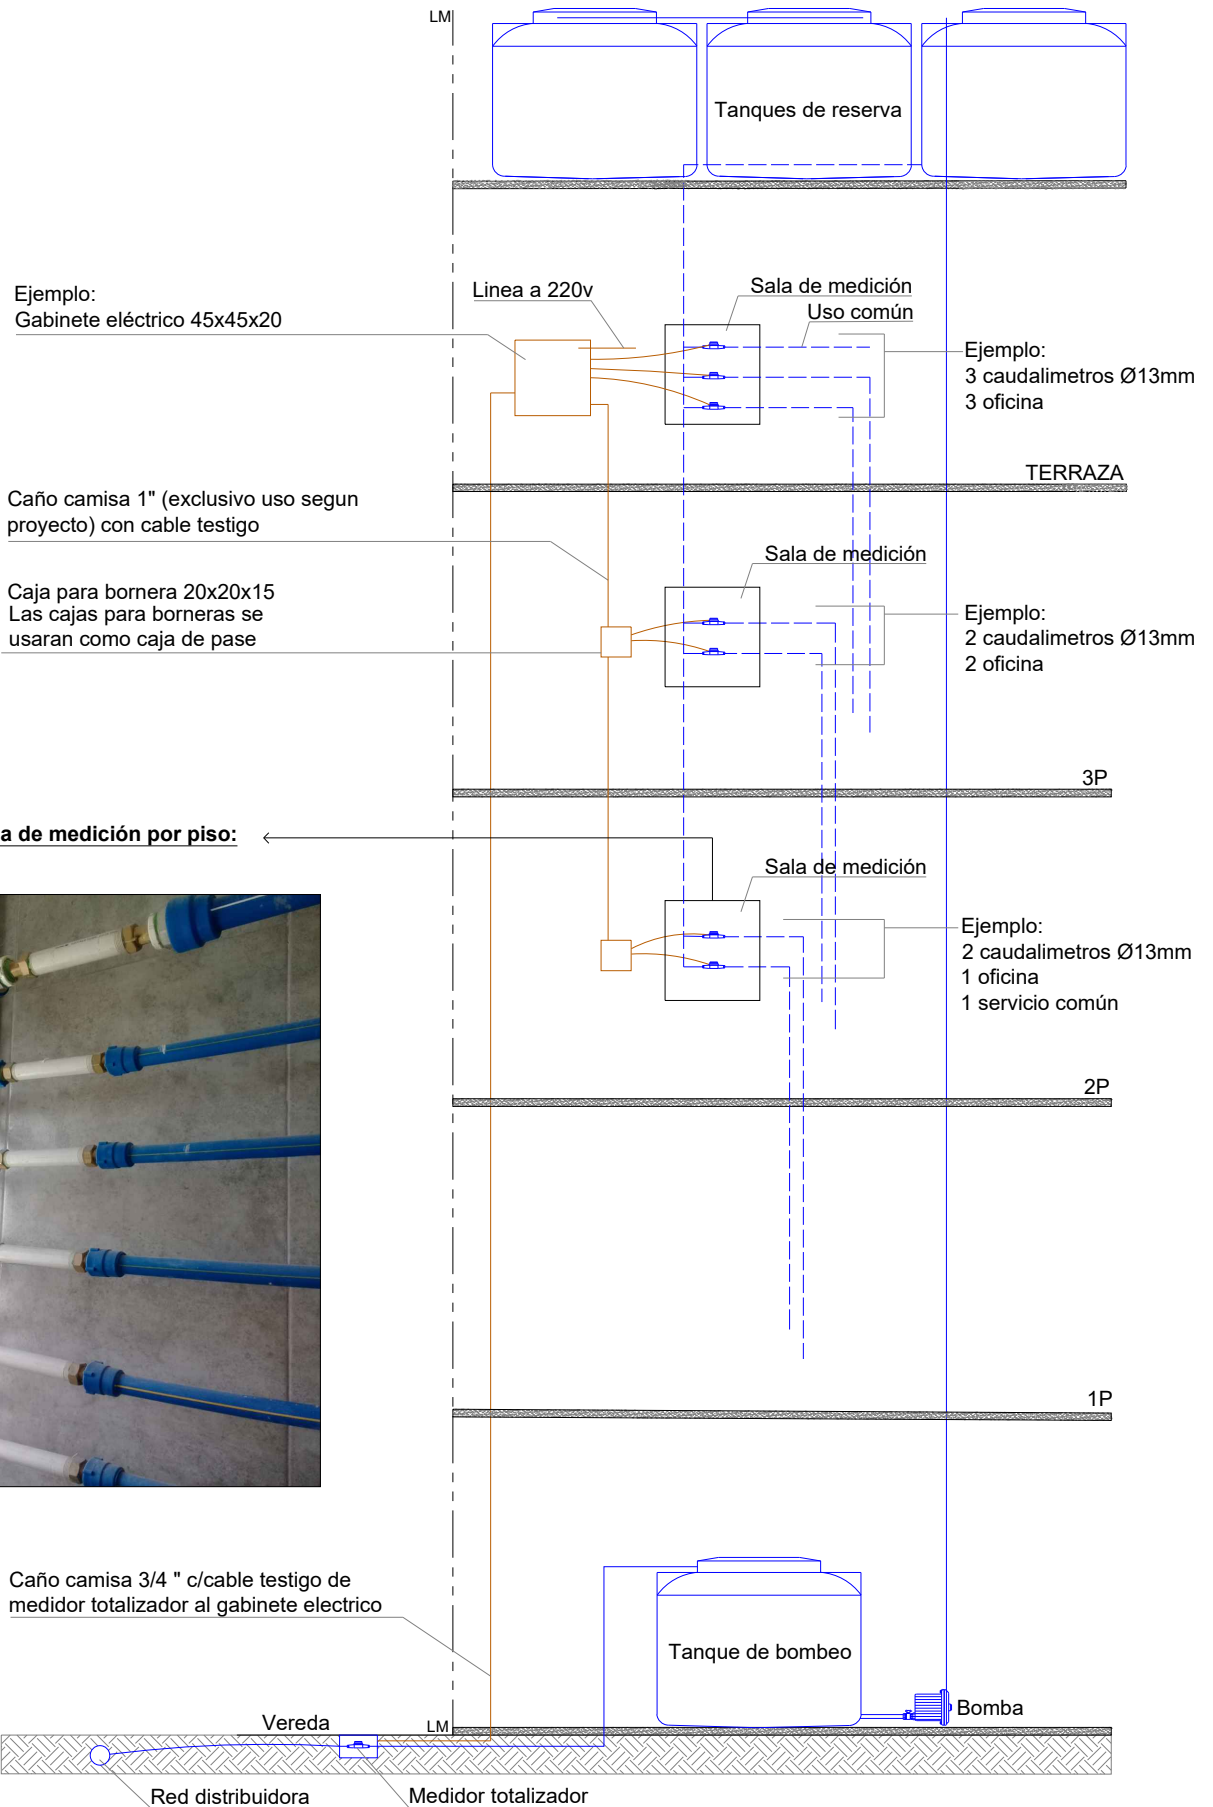 LM
Tanques de reserva
Ejemplo:
Gabinete eléctrico 45x45x20
Linea a 220v
Sala de medición
Uso común
Ejemplo:
3 caudalimetros Ø13mm
3 oficina
TERRAZA
Caño camisa 1" (exclusivo uso segun
proyecto) con cable testigo
Sala de medición
Caja para bornera 20x20x15
Las cajas para borneras se
usaran como caja de pase
Ejemplo:
2 caudalimetros Ø13mm
2 oficina
3P
a de medición por piso:
Sala de medición
Ejemplo:
2 caudalimetros Ø13mm
1 oficina
1 servicio común
2P
1P
Caño camisa 3/4 " c/cable testigo de
medidor totalizador al gabinete electrico
Tanque de bombeo
Bomba
Vereda
LM
Red distribuidora
Medidor totalizador